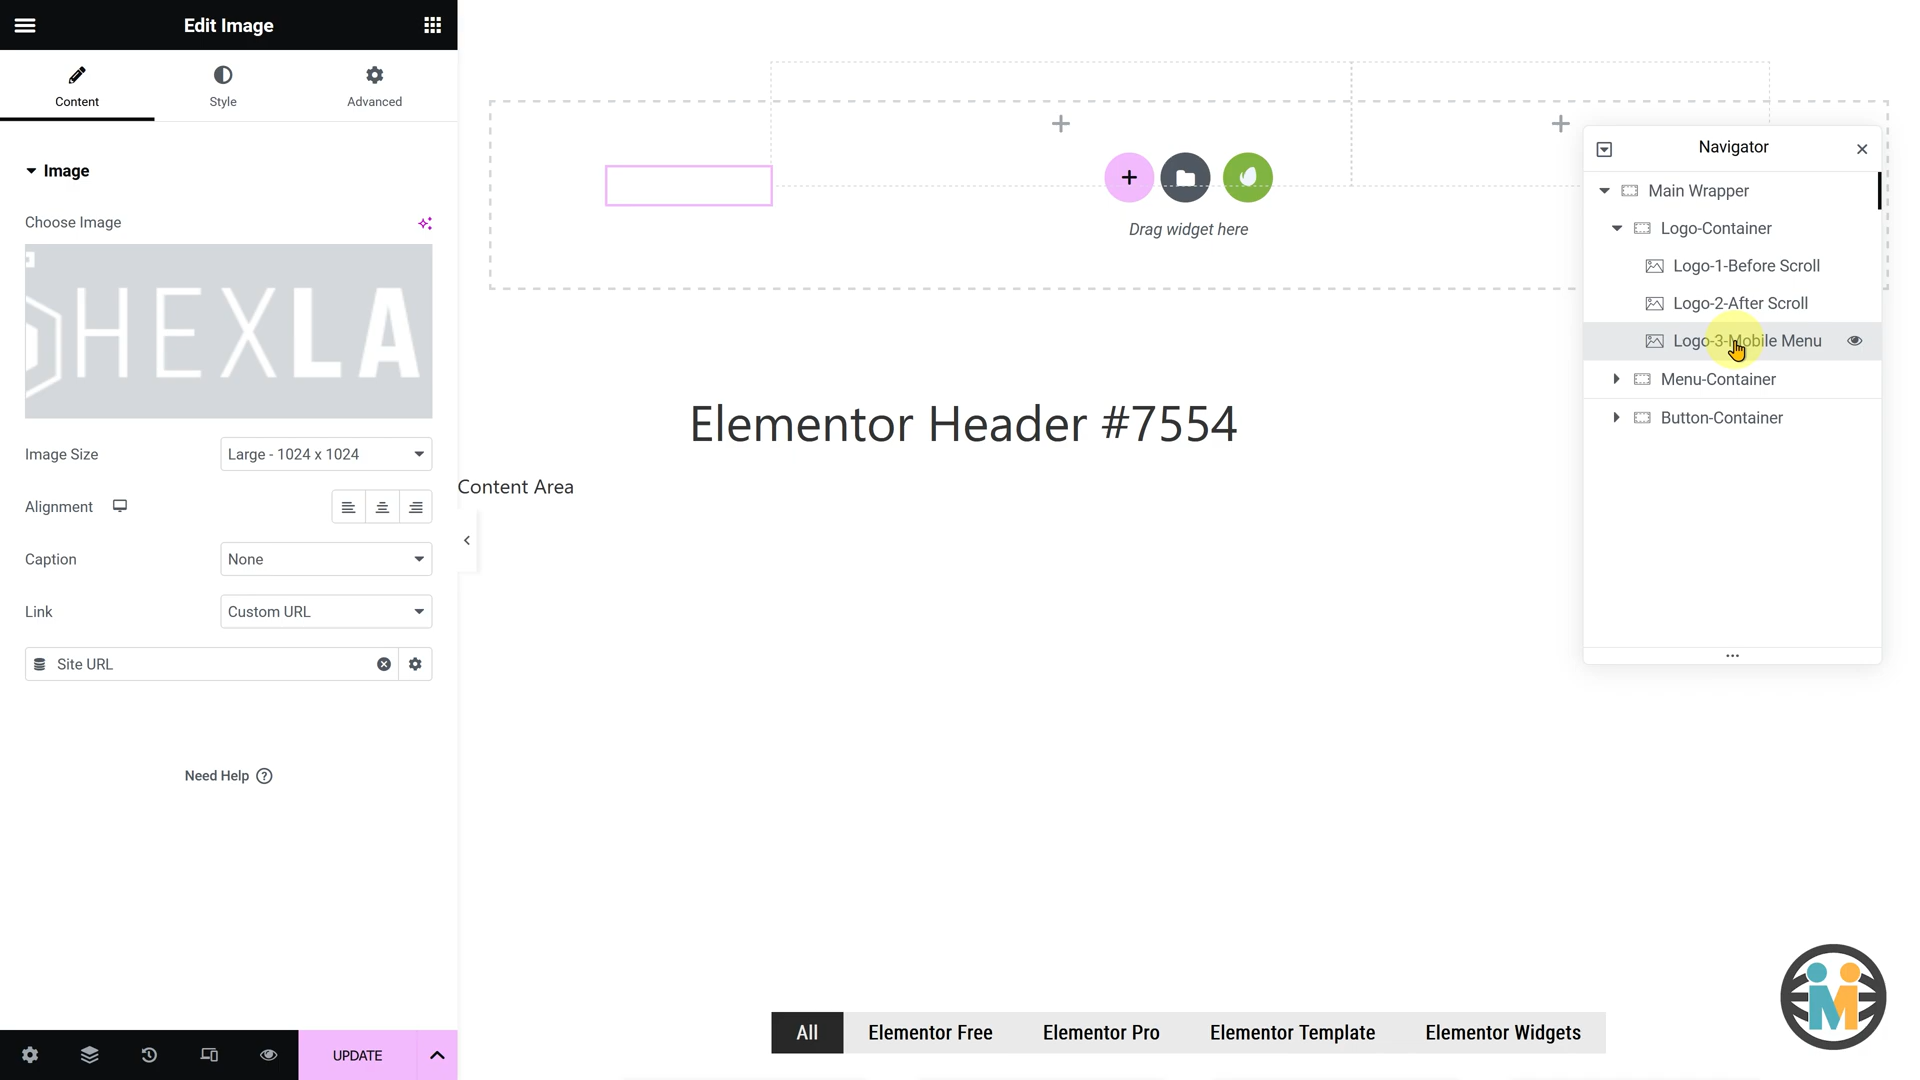 Edit Image
Content
Style
Advanced
Image
Choose Image
HEXLA
Image Size
Large - 1024 x 1024
Alignment
Caption
None
Link
Custom URL
Site URL
Need Help
UPDATE
Drag widget here
Elementor Header #7554
Content Area
Navigator
Main Wrapper
Logo-Container
Logo-1-Before Scroll
Logo-2-After Scroll
Logo-3-Mobile Menu
Menu-Container
Button-Container
All
Elementor Free
Elementor Pro
Elementor Template
Elementor Widgets
M